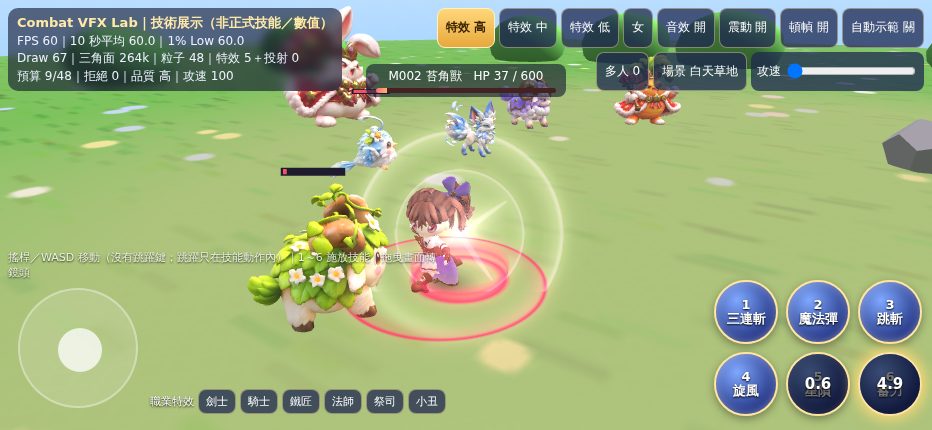 Combat VFX Lab｜技術展示（非正式技能／數值）
FPS 60｜10 秒平均 60.0｜1% Low 60.0
Draw 67｜三角面 264k｜粒子 48｜特效 5＋投射 0
預算 9/48｜拒絕 0｜品質 高｜攻速 100
特效 高
特效 中
特效 低
女
音效 開
震動 開
頓幀 開
自動示範 關
多人 0
場景 白天草地
攻速
M002 苔角獸 HP 37 / 600
搖桿／WASD 移動（沒有跳躍鍵；跳躍只在技能動作內）｜1–6 施放技能｜拖曳畫面轉
鏡頭
1
三連斬
2
魔法彈
3
跳斬
4
旋風
0.6
4.9
職業特效
劍士
騎士
鐵匠
法師
祭司
小丑